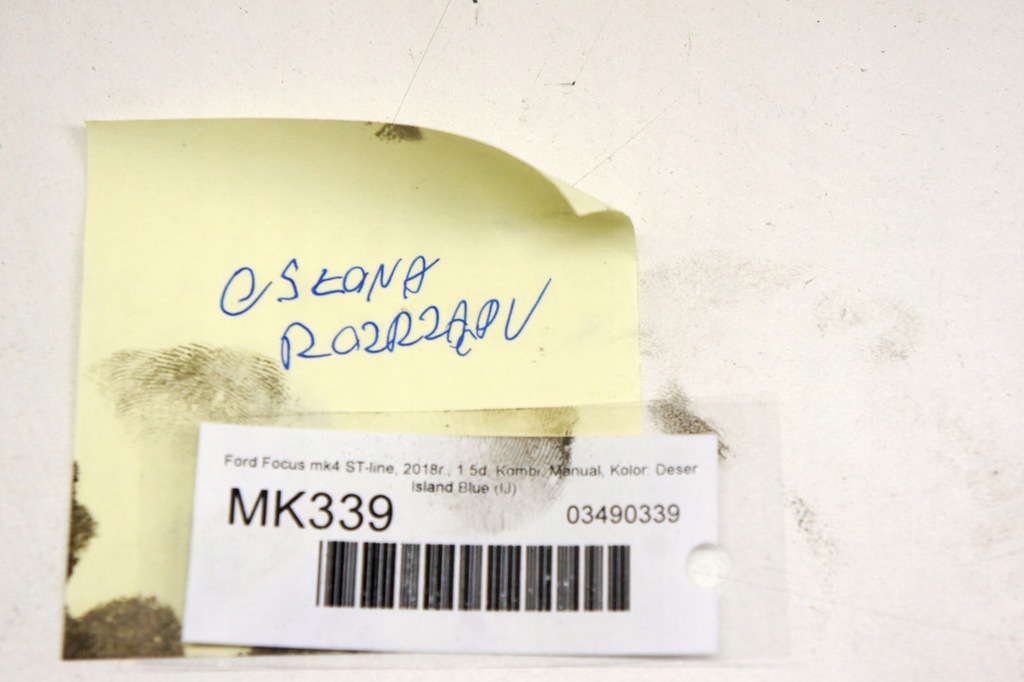 OSŁONA
ROZRZĄDU
Ford Focus mk4 ST-line, 2018r., 1.5d, Kombi, Manual, Kolor: Deser
Island Blue (IJ)
MK339
03490339